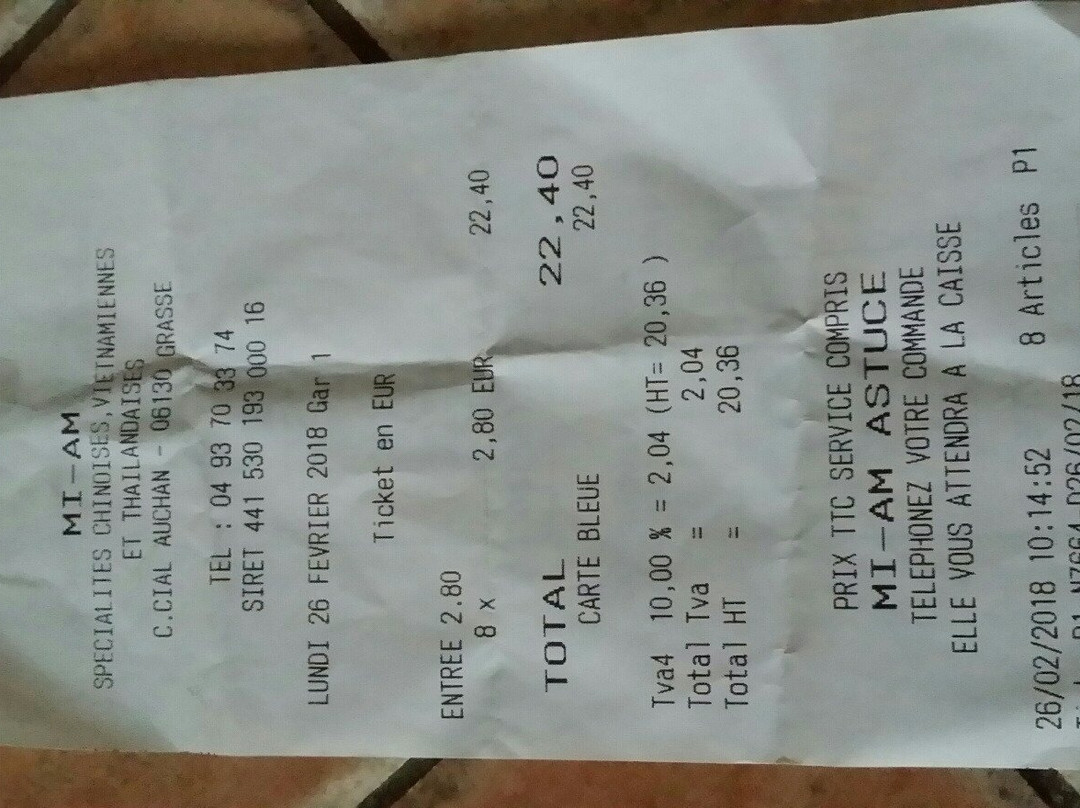 MI-AM
SPECIALITES CHINOISES,VIETNAMIENNES
ET THAILANDAISES
C.CIAL AUCHAN - 06130 GRASSE
TEL : 04 93 70 33 74
SIRET 441 530 193 000 16
LUNDI 26 FEVRIER 2018 Gar 1
Ticket en EUR
ENTREE 2.80
8 x 2,80 EUR 22,40
TOTAL 22,40
CARTE BLEUE 22,40
Tva4 10,00 % = 2,04 (HT= 20,36 )
Total Tva = 2,04
Total HT = 20,36
PRIX TTC SERVICE COMPRIS
MI-AM ASTUCE
TELEPHONEZ VOTRE COMMANDE
ELLE VOUS ATTENDRA A LA CAISSE
26/02/2018 10:14:52 8 Articles P1